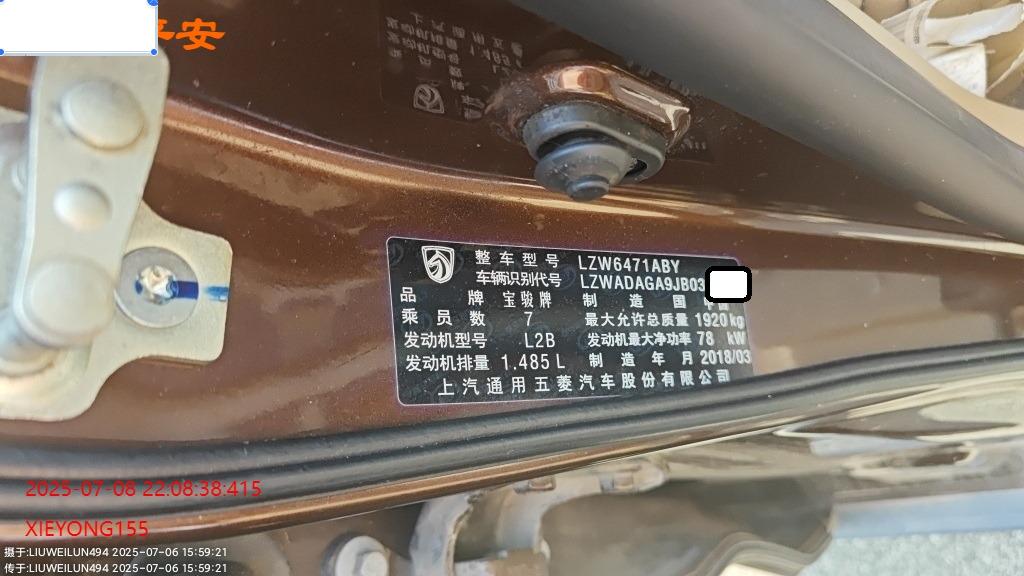 平安
整车型号 LZW6471ABY
车辆识别代号 LZWADAGA9JB03
品牌 宝骏牌 制造国
乘员数 7 最大允许总质量 1920kg
发动机型号 L2B 发动机最大净功率 78 kW
发动机排量 1.485 L 制造年月 2018/03
上汽通用五菱汽车股份有限公司
2025-07-08 22:08:38:415
XIEYONG155
摄于:LIUWEILUN494 2025-07-06 15:59:21
传于:LIUWEILUN494 2025-07-06 15:59:21